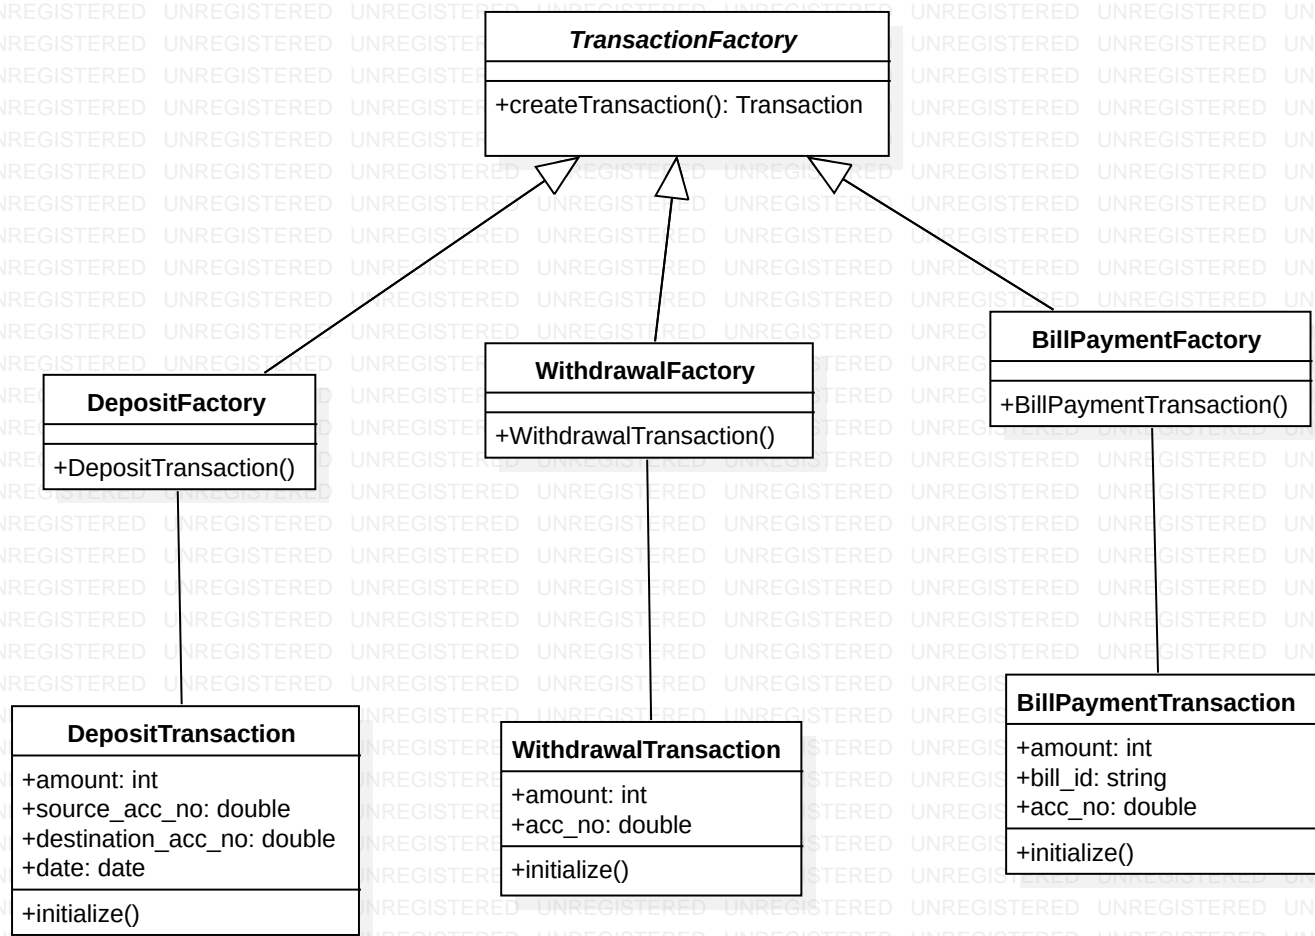 TransactionFactory
+createTransaction(): Transaction
DepositFactory
+DepositTransaction()
WithdrawalFactory
+WithdrawalTransaction()
BillPaymentFactory
+BillPaymentTransaction()
DepositTransaction
+amount: int
+source_acc_no: double
+destination_acc_no: double
+date: date
+initialize()
WithdrawalTransaction
+amount: int
+acc_no: double
+initialize()
BillPaymentTransaction
+amount: int
+bill_id: string
+acc_no: double
+initialize()
UNREGISTERED